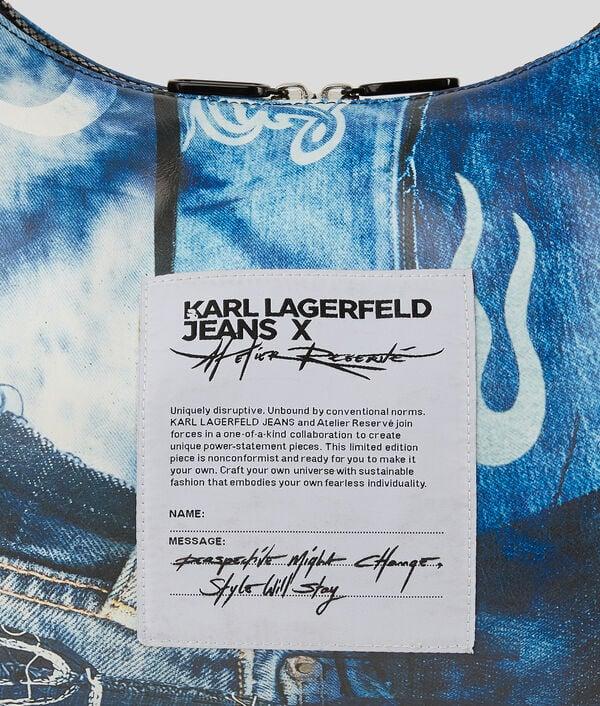 KARL LAGERFELD
JEANS X
Atelier Reservé
Uniquely disruptive. Unbound by conventional norms.
KARL LAGERFELD JEANS and Atelier Reservé join
forces in a one-of-a-kind collaboration to create
unique power-statement pieces. This limited edition
piece is nonconformist and ready for you to make it
your own. Craft your own universe with sustainable
fashion that embodies your own fearless individuality.
NAME:
MESSAGE:
perspective Might Change,
Style Will Stay